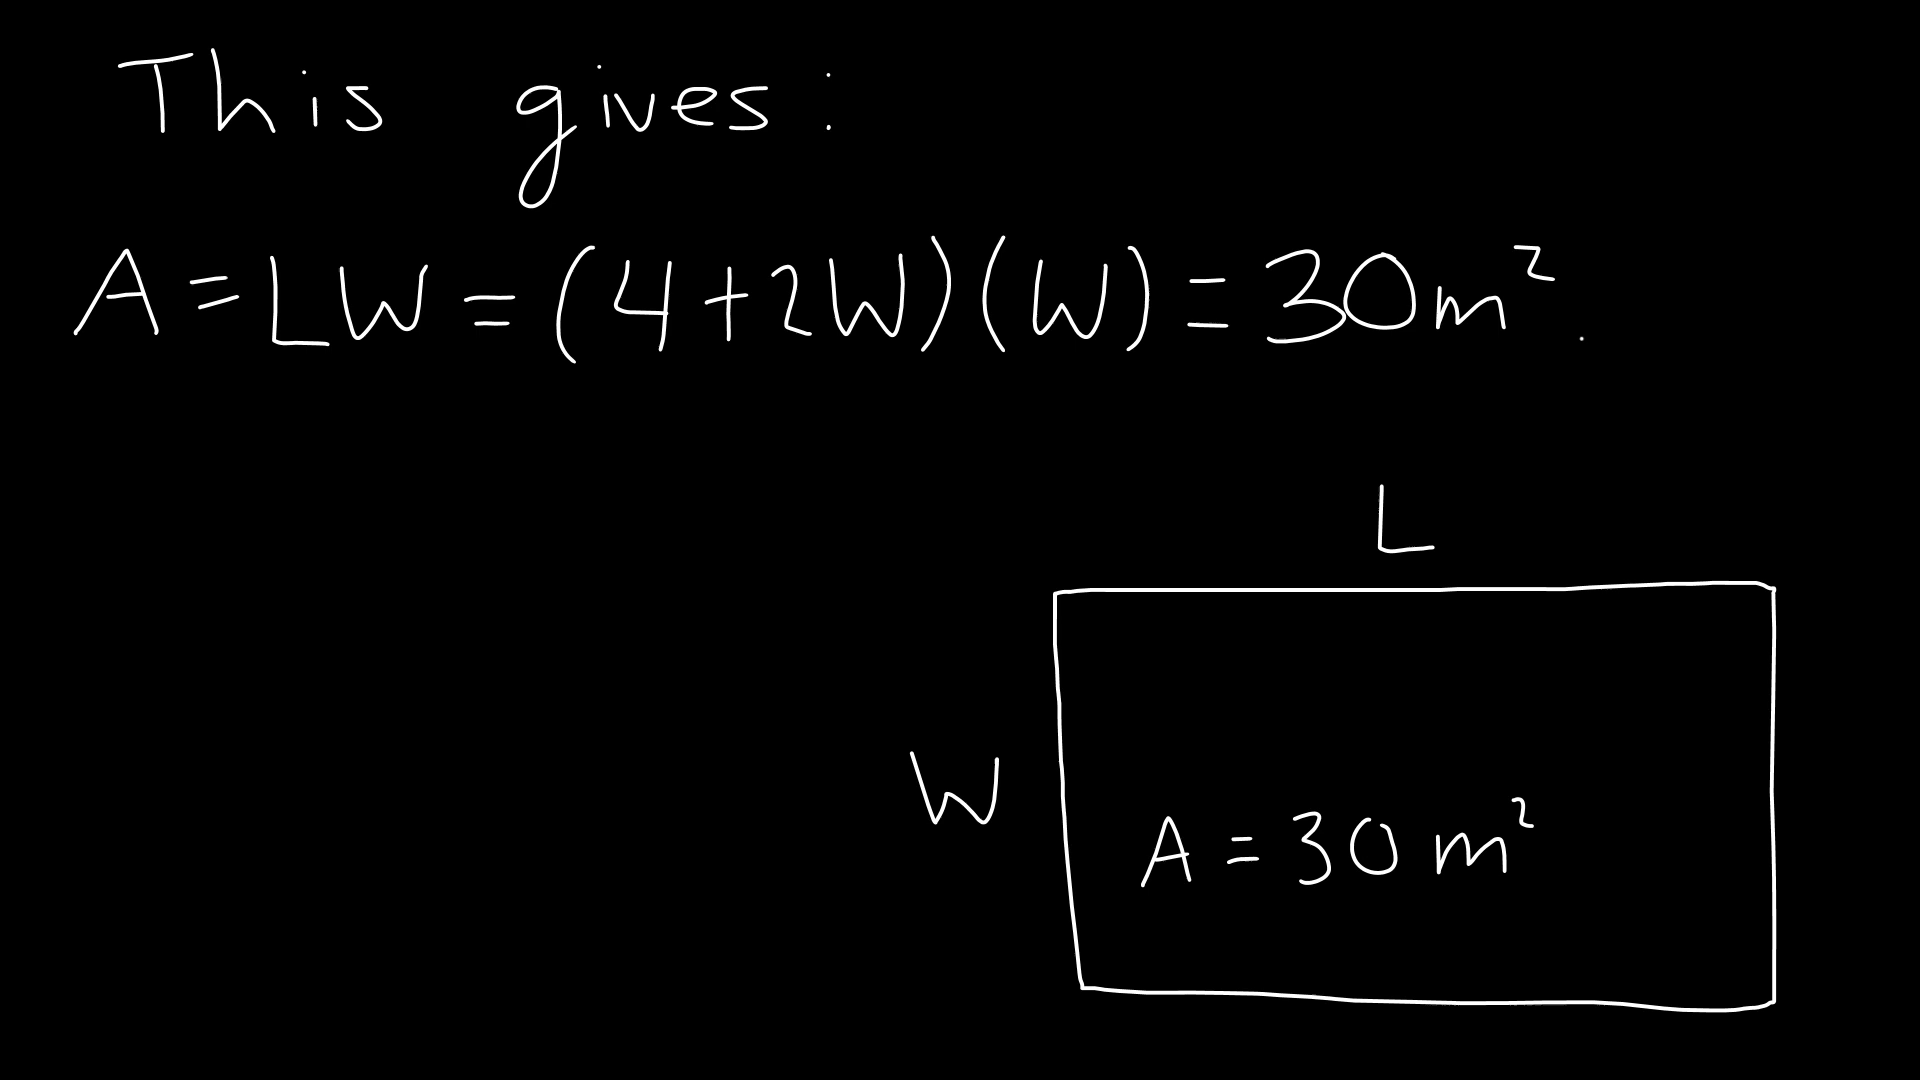 This gives:
A = LW = (4+2W)(W) = 30m².
L
W
A = 30 m²